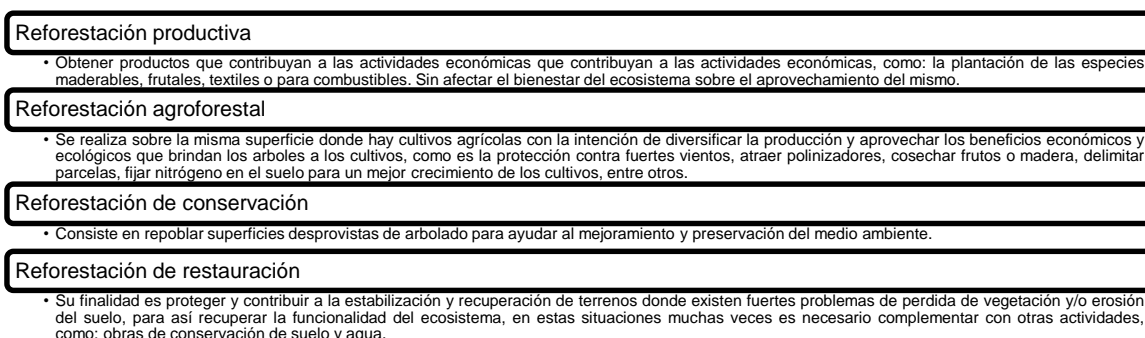 Reforestación productiva
• Obtener productos que contribuyan a las actividades económicas que contribuyan a las actividades económicas, como: la plantación de las especies
maderables, frutales, textiles o para combustibles. Sin afectar el bienestar del ecosistema sobre el aprovechamiento del mismo.
Reforestación agroforestal
• Se realiza sobre la misma superficie donde hay cultivos agrícolas con la intención de diversificar la producción y aprovechar los beneficios económicos y
ecológicos que brindan los arboles a los cultivos, como es la protección contra fuertes vientos, atraer polinizadores, cosechar frutos o madera, delimitar
parcelas, fijar nitrógeno en el suelo para un mejor crecimiento de los cultivos, entre otros.
Reforestación de conservación
• Consiste en repoblar superficies desprovistas de arbolado para ayudar al mejoramiento y preservación del medio ambiente.
Reforestación de restauración
• Su finalidad es proteger y contribuir a la estabilización y recuperación de terrenos donde existen fuertes problemas de perdida de vegetación y/o erosión
del suelo, para así recuperar la funcionalidad del ecosistema, en estas situaciones muchas veces es necesario complementar con otras actividades,
como: obras de conservación de suelo y agua.